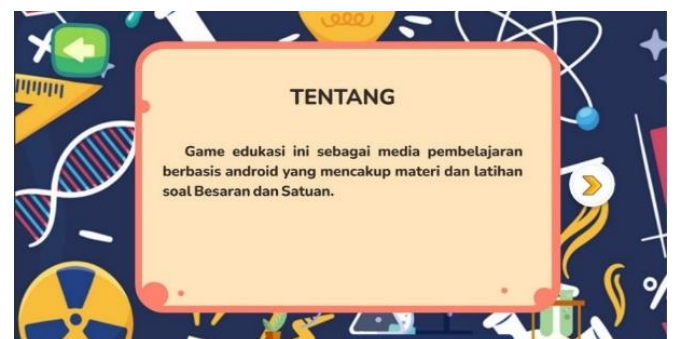 TENTANG
Game edukasi ini sebagai media pembelajaran
berbasis android yang mencakup materi dan latihan
soal Besaran dan Satuan.